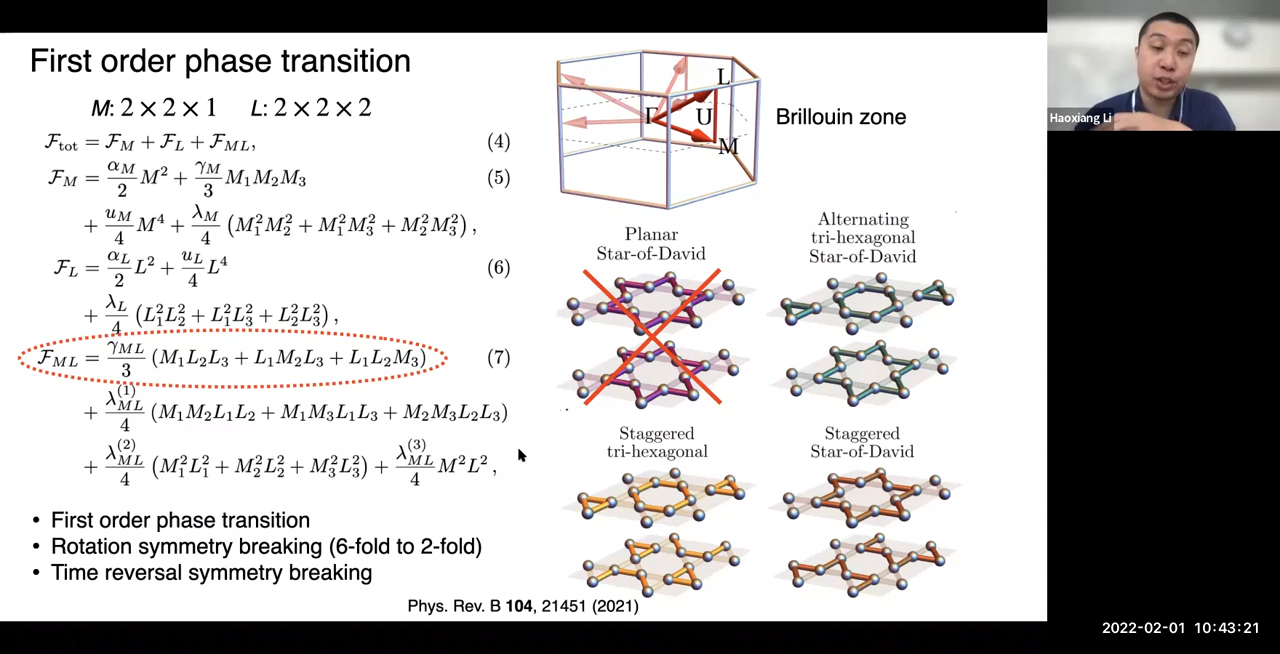 First order phase transition
M: 2 × 2 × 1 L: 2 × 2 × 2
F_tot = F_M + F_L + F_ML, (4)
F_M = α_M/2 M² + γ_M/3 M₁M₂M₃ (5)
+ u_M/4 M⁴ + λ_M/4 (M₁²M₂² + M₁²M₃² + M₂²M₃²),
F_L = α_L/2 L² + u_L/4 L⁴ (6)
+ λ_L/4 (L₁²L₂² + L₁²L₃² + L₂²L₃²),
F_ML = γ_ML/3 (M₁L₂L₃ + L₁M₂L₃ + L₁L₂M₃) (7)
+ λ_ML^(1)/4 (M₁M₂L₁L₂ + M₁M₃L₁L₃ + M₂M₃L₂L₃)
+ λ_ML^(2)/4 (M₁²L₁² + M₂²L₂² + M₃²L₃²) + λ_ML^(3)/4 M²L²,
• First order phase transition
• Rotation symmetry breaking (6-fold to 2-fold)
• Time reversal symmetry breaking
L
Γ U
M
Brillouin zone
Planar
Star-of-David
Alternating
tri-hexagonal
Star-of-David
Staggered
tri-hexagonal
Staggered
Star-of-David
Phys. Rev. B 104, 21451 (2021)
Haoxiang Li
2022-02-01 10:43:21